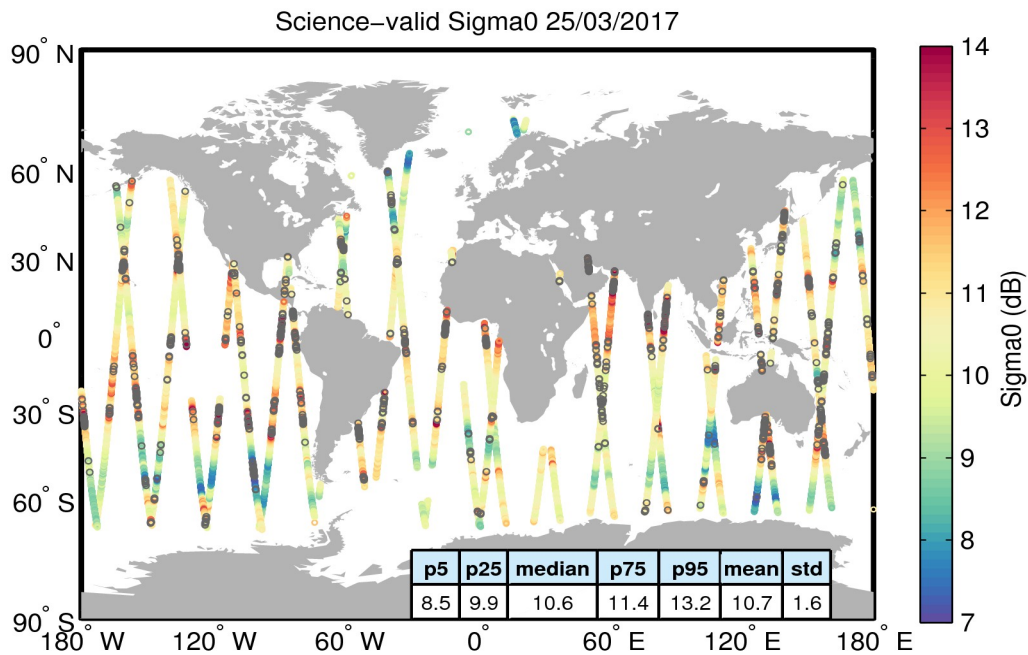 Science−valid Sigma0 25/03/2017
90° N
60° N
30° N
0°
30° S
60° S
90° S
180° W
120° W
60° W
0°
60° E
120° E
180° E
p5 p25 median p75 p95 mean std
8.5 9.9 10.6 11.4 13.2 10.7 1.6
14
13
12
11
10
9
8
7
Sigma0 (dB)